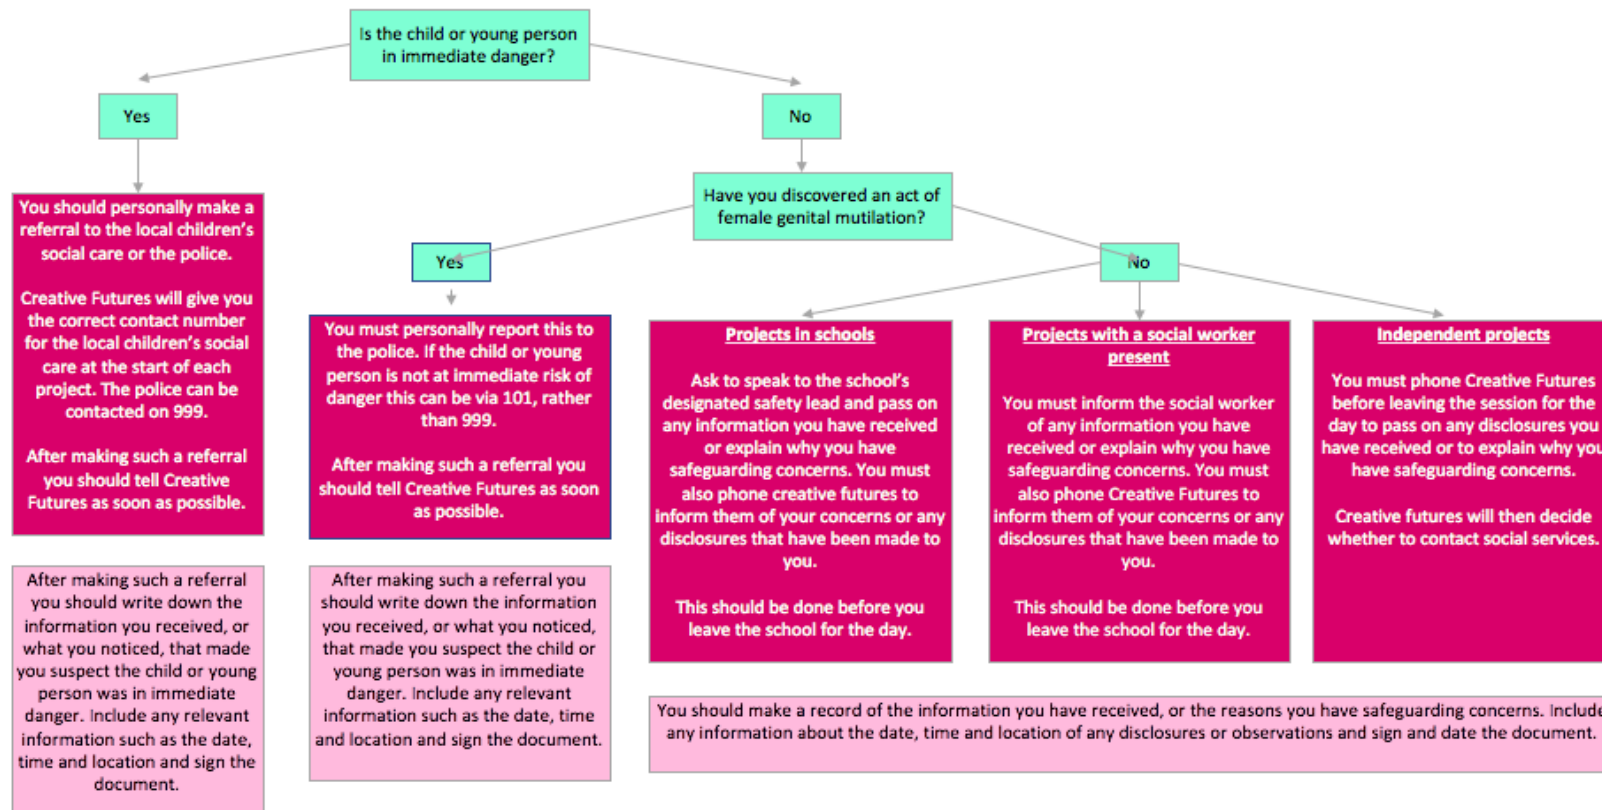 Is the child or young person
in immediate danger?
Yes
No
You should personally make a
referral to the local children's
social care or the police.
Creative Futures will give you
the correct contact number
for the local children's social
care at the start of each
project. The police can be
contacted on 999.
After making such a referral
you should tell Creative
Futures as soon as possible.
After making such a referral
you should write down the
information you received, or
what you noticed, that made
you suspect the child or young
person was in immediate
danger. Include any relevant
information such as the date,
time and location and sign the
document.
Have you discovered an act of
female genital mutilation?
Yes
No
You must personally report this to
the police. If the child or young
person is not at immediate risk of
danger this can be via 101, rather
than 999.
After making such a referral you
should tell Creative Futures as soon
as possible.
After making such a referral you
should write down the information
you received, or what you noticed,
that made you suspect the child or
young person was in immediate
danger. Include any relevant
information such as the date, time
and location and sign the document.
Projects in schools
Ask to speak to the school's
designated safety lead and pass on
any information you have received
or explain why you have
safeguarding concerns. You must
also phone creative futures to
inform them of your concerns or any
disclosures that have been made to
you.
This should be done before you
leave the school for the day.
Projects with a social worker
present
You must inform the social worker
of any information you have
received or explain why you have
safeguarding concerns. You must
also phone Creative Futures to
inform them of your concerns or any
disclosures that have been made to
you.
This should be done before you
leave the school for the day.
Independent projects
You must phone Creative Futures
before leaving the session for the
day to pass on any disclosures you
have received or to explain why you
have safeguarding concerns.
Creative futures will then decide
whether to contact social services.
You should make a record of the information you have received, or the reasons you have safeguarding concerns. Include
any information about the date, time and location of any disclosures or observations and sign and date the document.